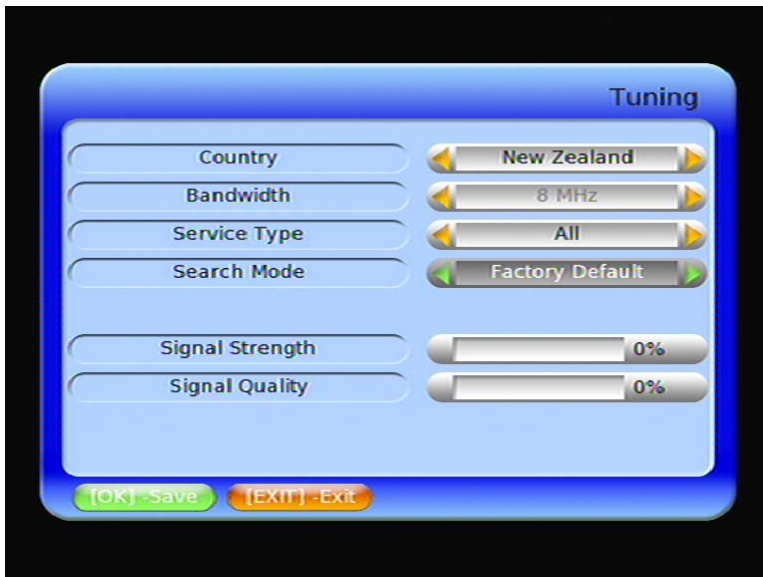 Tuning
Country New Zealand
Bandwidth 8 MHz
Service Type All
Search Mode Factory Default
Signal Strength 0%
Signal Quality 0%
[OK] -Save [EXIT] -Exit